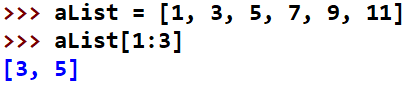 >>> aList = [1, 3, 5, 7, 9, 11]
>>> aList[1:3]
[3, 5]